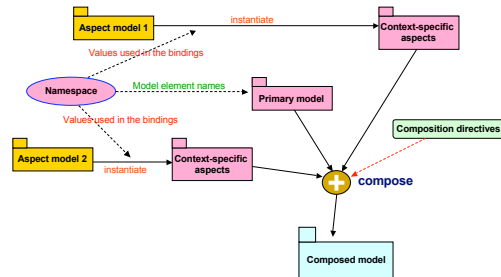 Aspect model 1
instantiate
Context-specific
aspects
Values used in the bindings
Namespace
Model element names
Primary model
Values used in the bindings
Composition directives
Aspect model 2
instantiate
Context-specific
aspects
compose
Composed model